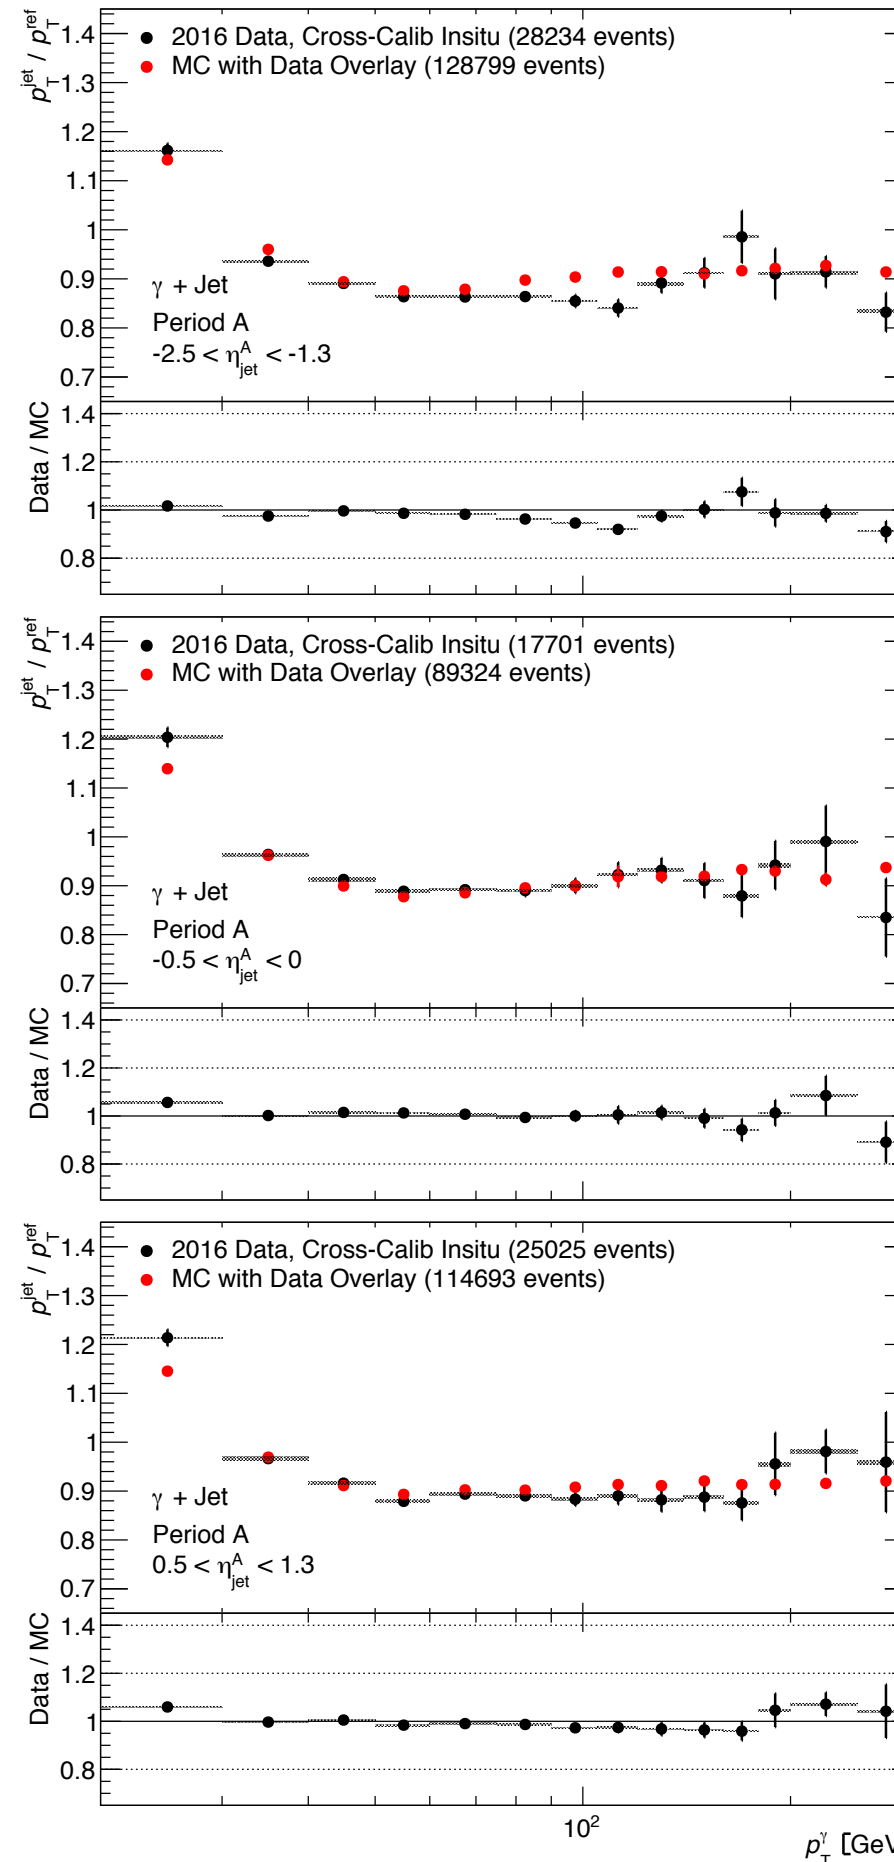 p_T^jet / p_T^ref
1.4
1.3
1.2
1.1
1
0.9
0.8
0.7
2016 Data, Cross-Calib Insitu (28234 events)
MC with Data Overlay (128799 events)
γ + Jet
Period A
-2.5 < η_jet^A < -1.3
Data / MC
1.4
1.2
1
0.8
p_T^jet / p_T^ref
1.4
1.3
1.2
1.1
1
0.9
0.8
0.7
2016 Data, Cross-Calib Insitu (17701 events)
MC with Data Overlay (89324 events)
γ + Jet
Period A
-0.5 < η_jet^A < 0
Data / MC
1.4
1.2
1
0.8
p_T^jet / p_T^ref
1.4
1.3
1.2
1.1
1
0.9
0.8
0.7
2016 Data, Cross-Calib Insitu (25025 events)
MC with Data Overlay (114693 events)
γ + Jet
Period A
0.5 < η_jet^A < 1.3
Data / MC
1.4
1.2
1
0.8
10²
p_T^γ [GeV